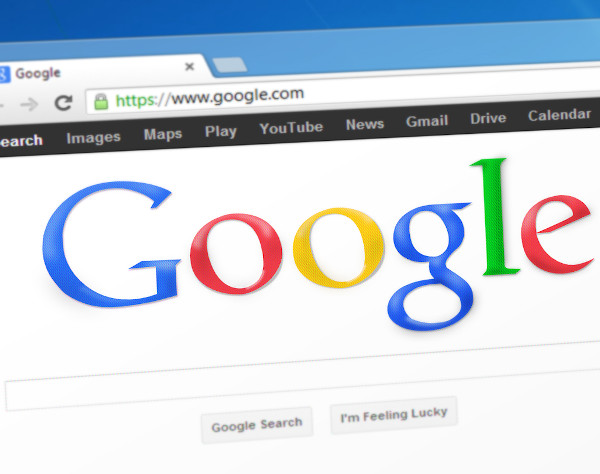 Google
https://www.google.com
earch Images Maps Play YouTube News Gmail Drive Calendar
Google
Google Search I'm Feeling Lucky